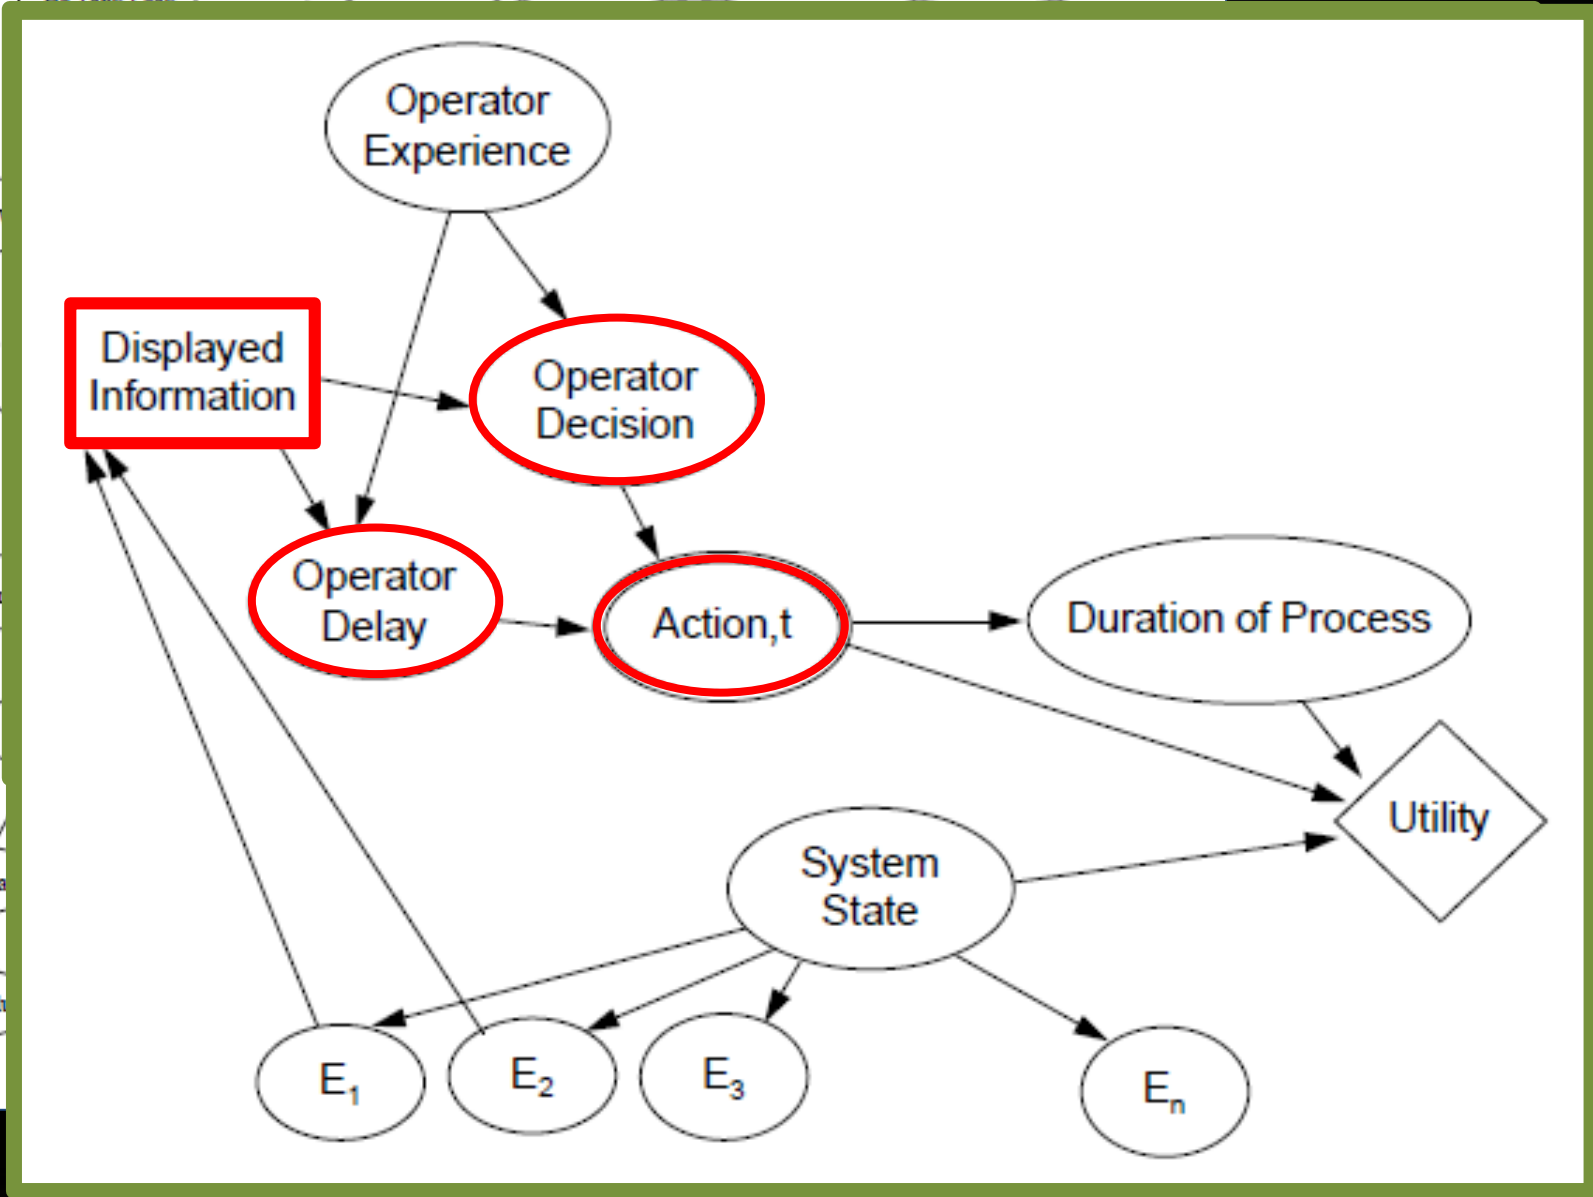 Operator
Experience
Displayed
Information
Operator
Decision
Operator
Delay
Action,t
Duration of Process
Utility
System
State
E1
E2
E3
En